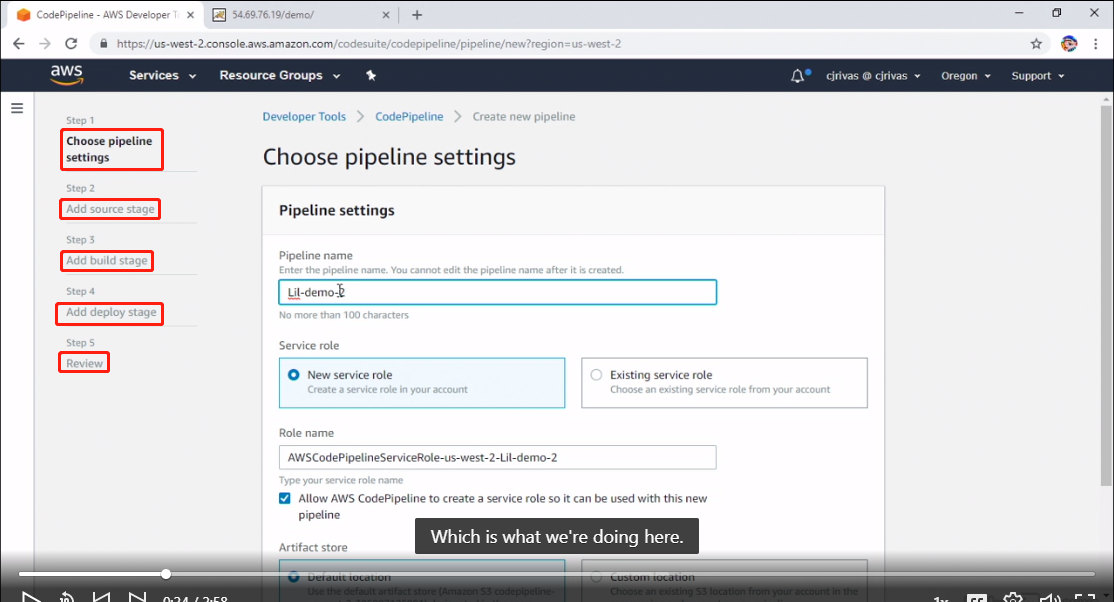 CodePipeline - AWS Developer To
54.69.76.19/demo/
https://us-west-2.console.aws.amazon.com/codesuite/codepipeline/pipeline/new?region=us-west-2
aws
Services
Resource Groups
cjrivas @ cjrivas
Oregon
Support
Step 1
Choose pipeline
settings
Step 2
Add source stage
Step 3
Add build stage
Step 4
Add deploy stage
Step 5
Review
Developer Tools
CodePipeline
Create new pipeline
Choose pipeline settings
Pipeline settings
Pipeline name
Enter the pipeline name. You cannot edit the pipeline name after it is created.
Lil-demo-2
No more than 100 characters
Service role
New service role
Create a service role in your account
Existing service role
Choose an existing service role from your account
Role name
AWSCodePipelineServiceRole-us-west-2-Lil-demo-2
Type your service role name
Allow AWS CodePipeline to create a service role so it can be used with this new
pipeline
Which is what we're doing here.
Artifact store
Default location
Use the default artifact store (Amazon S3 codepipeline-
Custom location
Choose an existing S3 location from your account in the
0:24 / 2:58
1x